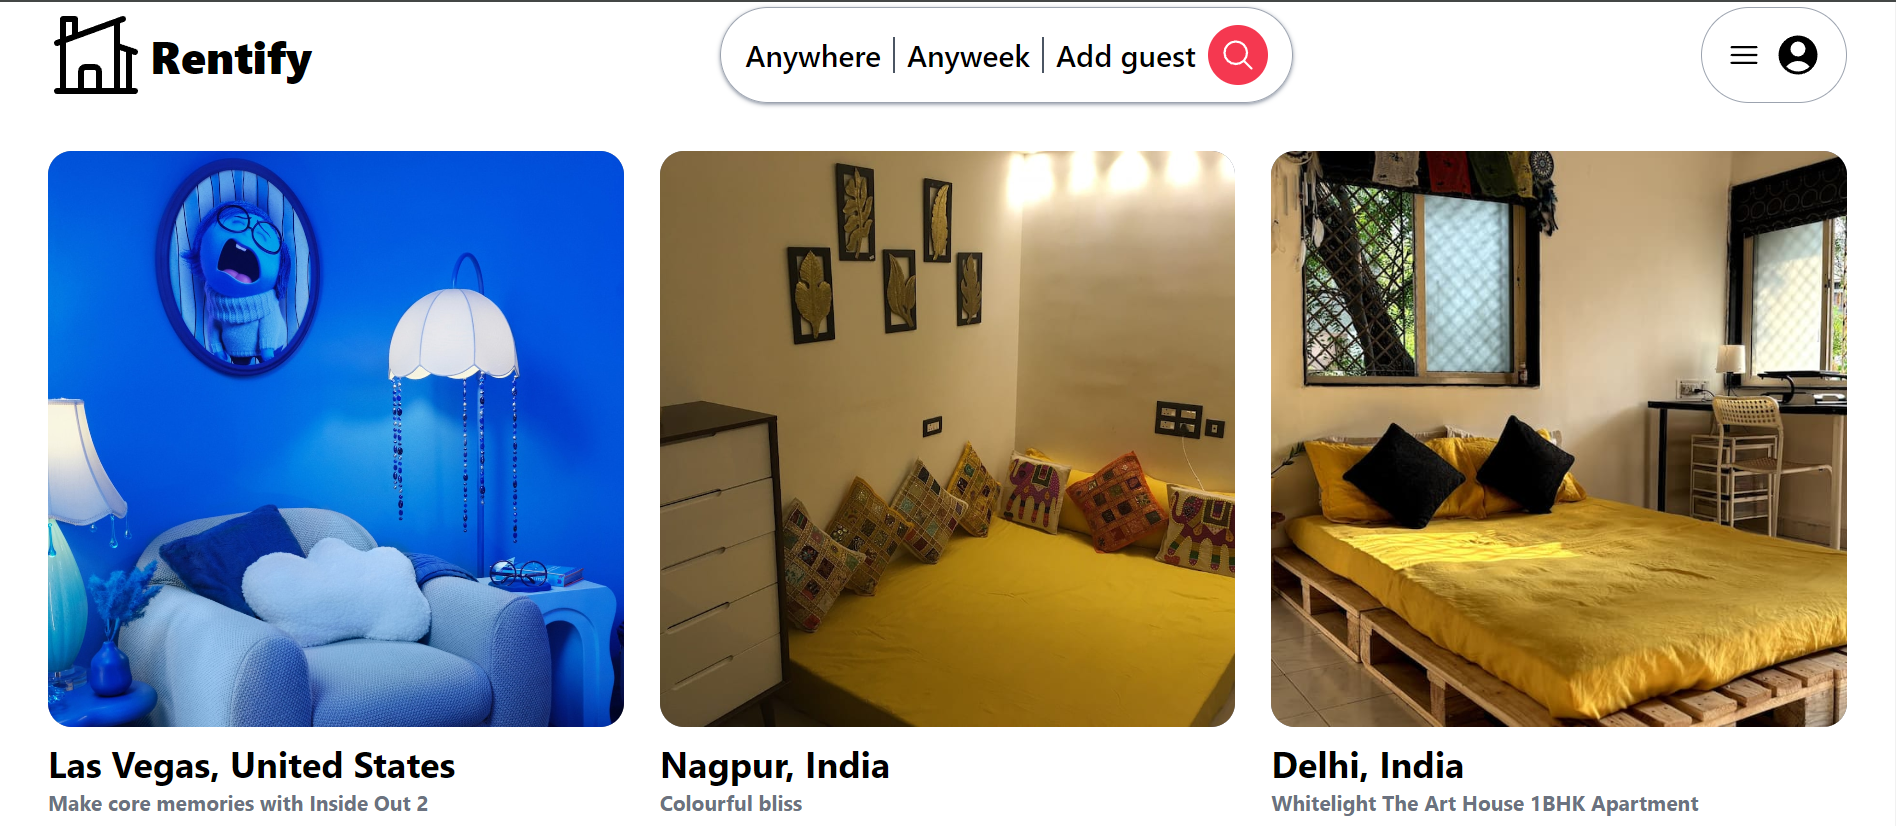 Rentify
Anywhere
Anyweek
Add guest
Las Vegas, United States
Make core memories with Inside Out 2
Nagpur, India
Colourful bliss
Delhi, India
Whitelight The Art House 1BHK Apartment